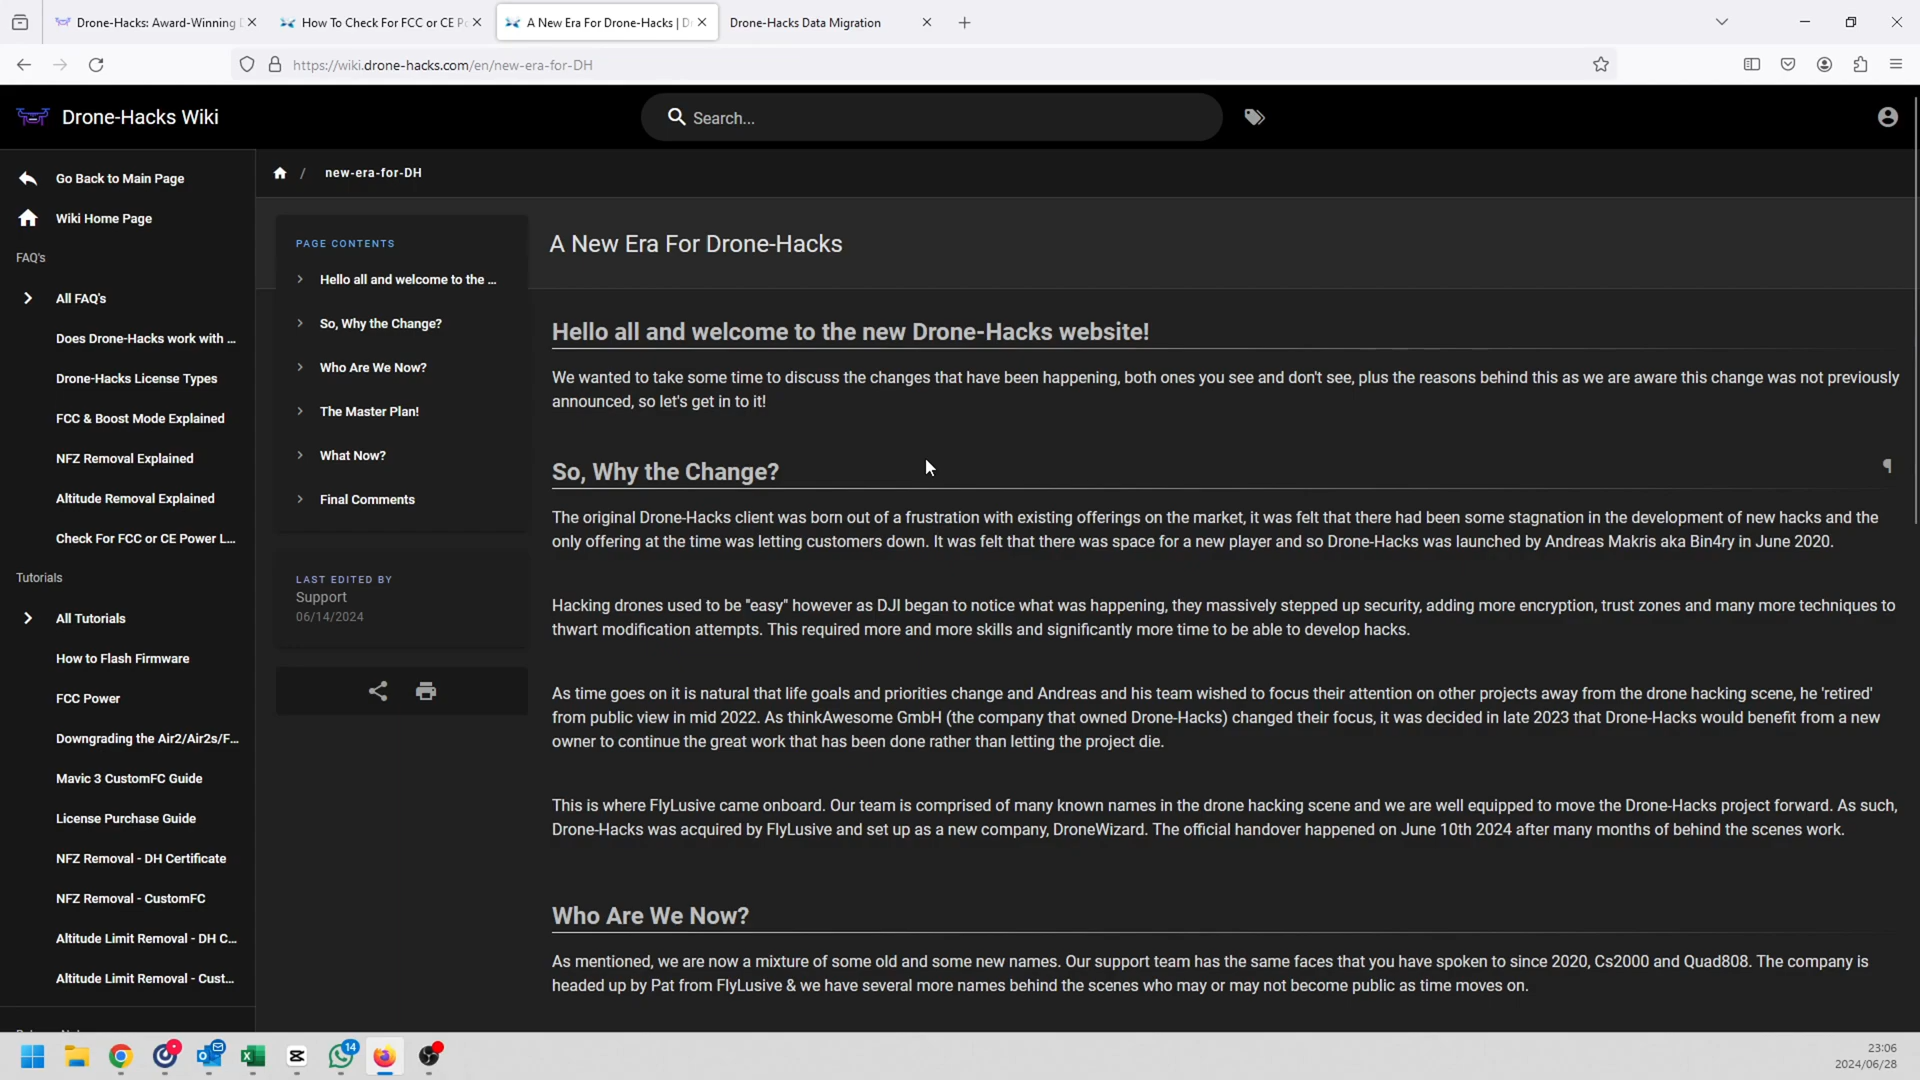 Drone-Hacks: Award-Winning D
How To Check For FCC or CE Po
A New Era For Drone-Hacks | D
Drone-Hacks Data Migration
https://wiki.drone-hacks.com/en/new-era-for-DH
Drone-Hacks Wiki
Search...
Go Back to Main Page
Wiki Home Page
FAQ's
All FAQ's
Does Drone-Hacks work with ...
Drone-Hacks License Types
FCC & Boost Mode Explained
NFZ Removal Explained
Altitude Removal Explained
Check For FCC or CE Power L...
Tutorials
All Tutorials
How to Flash Firmware
FCC Power
Downgrading the Air2/Air2s/F...
Mavic 3 CustomFC Guide
License Purchase Guide
NFZ Removal - DH Certificate
NFZ Removal - CustomFC
Altitude Limit Removal - DH C...
Altitude Limit Removal - Cust...
/ new-era-for-DH
PAGE CONTENTS
Hello all and welcome to the ...
So, Why the Change?
Who Are We Now?
The Master Plan!
What Now?
Final Comments
LAST EDITED BY
Support
06/14/2024
A New Era For Drone-Hacks
Hello all and welcome to the new Drone-Hacks website!
We wanted to take some time to discuss the changes that have been happening, both ones you see and don't see, plus the reasons behind this as we are aware this change was not previously
announced, so let's get in to it!
So, Why the Change?
¶
The original Drone-Hacks client was born out of a frustration with existing offerings on the market, it was felt that there had been some stagnation in the development of new hacks and the
only offering at the time was letting customers down. It was felt that there was space for a new player and so Drone-Hacks was launched by Andreas Makris aka Bin4ry in June 2020.
Hacking drones used to be "easy" however as DJI began to notice what was happening, they massively stepped up security, adding more encryption, trust zones and many more techniques to
thwart modification attempts. This required more and more skills and significantly more time to be able to develop hacks.
As time goes on it is natural that life goals and priorities change and Andreas and his team wished to focus their attention on other projects away from the drone hacking scene, he 'retired'
from public view in mid 2022. As thinkAwesome GmbH (the company that owned Drone-Hacks) changed their focus, it was decided in late 2023 that Drone-Hacks would benefit from a new
owner to continue the great work that has been done rather than letting the project die.
This is where FlyLusive came onboard. Our team is comprised of many known names in the drone hacking scene and we are well equipped to move the Drone-Hacks project forward. As such,
Drone-Hacks was acquired by FlyLusive and set up as a new company, DroneWizard. The official handover happened on June 10th 2024 after many months of behind the scenes work.
Who Are We Now?
As mentioned, we are now a mixture of some old and some new names. Our support team has the same faces that you have spoken to since 2020, Cs2000 and Quad808. The company is
headed up by Pat from FlyLusive & we have several more names behind the scenes who may or may not become public as time moves on.
14
23:06
2024/06/28